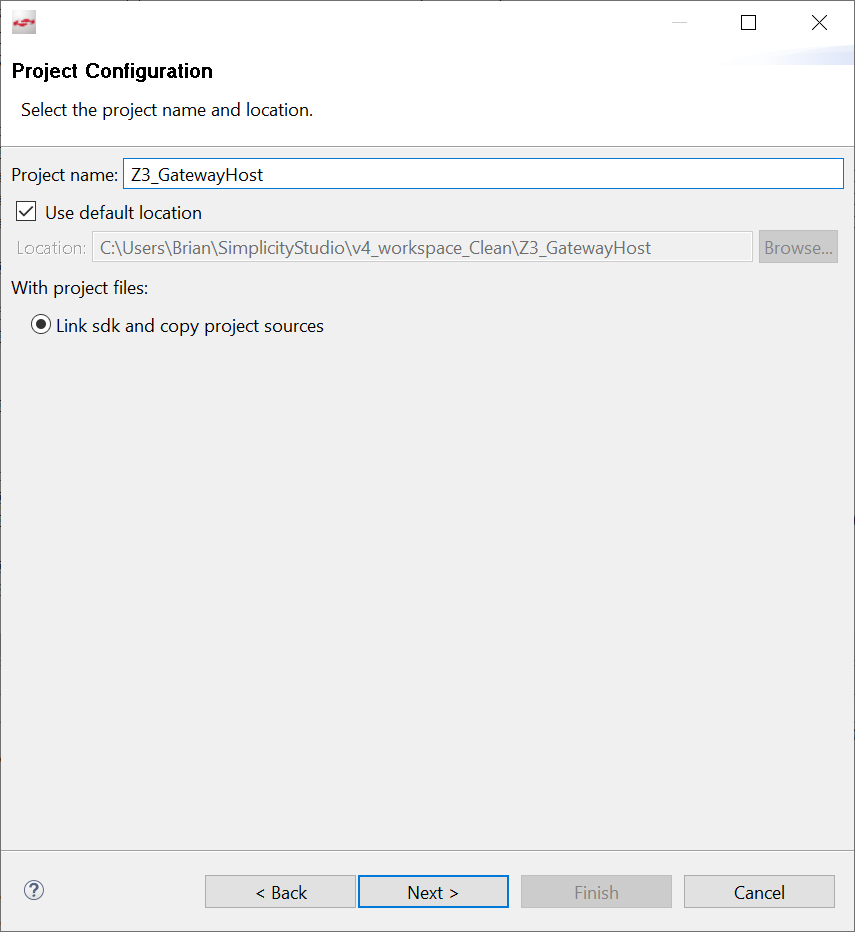 Project Configuration
Select the project name and location.
Project name: Z3_GatewayHost
Use default location
Location: C:\Users\Brian\SimplicityStudio\v4_workspace_Clean\Z3_GatewayHost Browse...
With project files:
Link sdk and copy project sources
? < Back Next > Finish Cancel